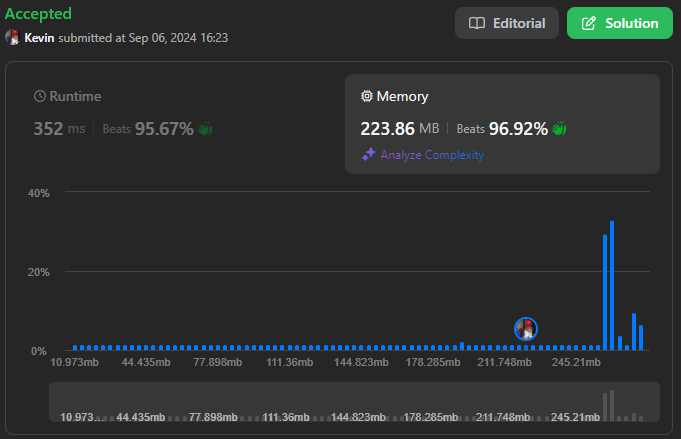 Accepted
Editorial
Solution
Kevin submitted at Sep 06, 2024 16:23
Runtime
Memory
352 ms | Beats 95.67%
223.86 MB | Beats 96.92%
Analyze Complexity
40%
20%
0%
10.973mb 44.435mb 77.898mb 111.36mb 144.823mb 178.285mb 211.748mb 245.21mb
10.973... 44.435mb 77.898mb 111.36mb 144.823mb 178.285mb 211.748mb 245.21mb